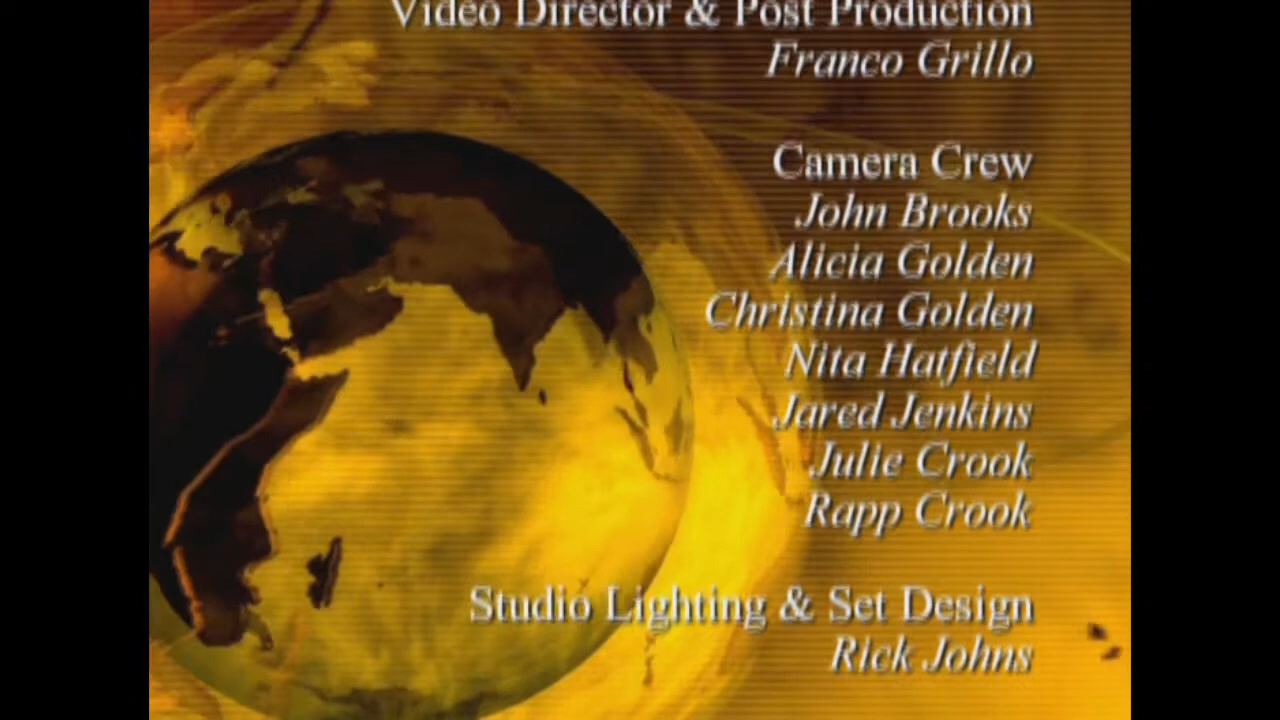 Video Director & Post Production
Franco Grillo
Camera Crew
John Brooks
Alicia Golden
Christina Golden
Nita Hatfield
Jared Jenkins
Julie Crook
Rapp Crook
Studio Lighting & Set Design
Rick Johns